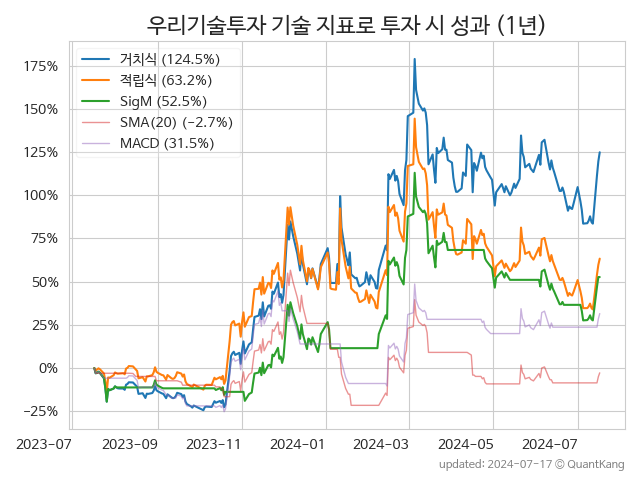 우리기술투자 기술 지표로 투자 시 성과 (1년)
거치식 (124.5%)
적립식 (63.2%)
SigM (52.5%)
SMA(20) (−2.7%)
MACD (31.5%)
175%
150%
125%
100%
75%
50%
25%
0%
−25%
2023-07 2023-09 2023-11 2024-01 2024-03 2024-05 2024-07
updated: 2024-07-17 © QuantKang